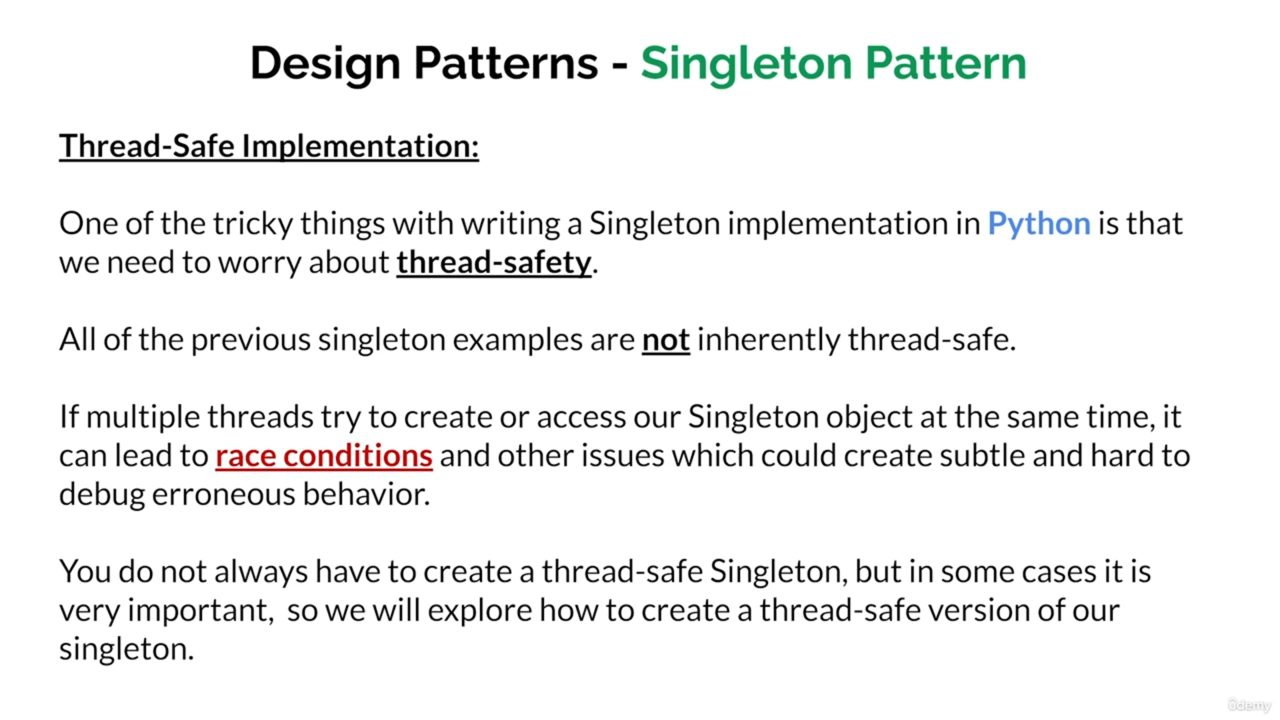 Design Patterns - Singleton Pattern
Thread-Safe Implementation:
One of the tricky things with writing a Singleton implementation in Python is that
we need to worry about thread-safety.
All of the previous singleton examples are not inherently thread-safe.
If multiple threads try to create or access our Singleton object at the same time, it
can lead to race conditions and other issues which could create subtle and hard to
debug erroneous behavior.
You do not always have to create a thread-safe Singleton, but in some cases it is
very important,  so we will explore how to create a thread-safe version of our
singleton.
ûdemy